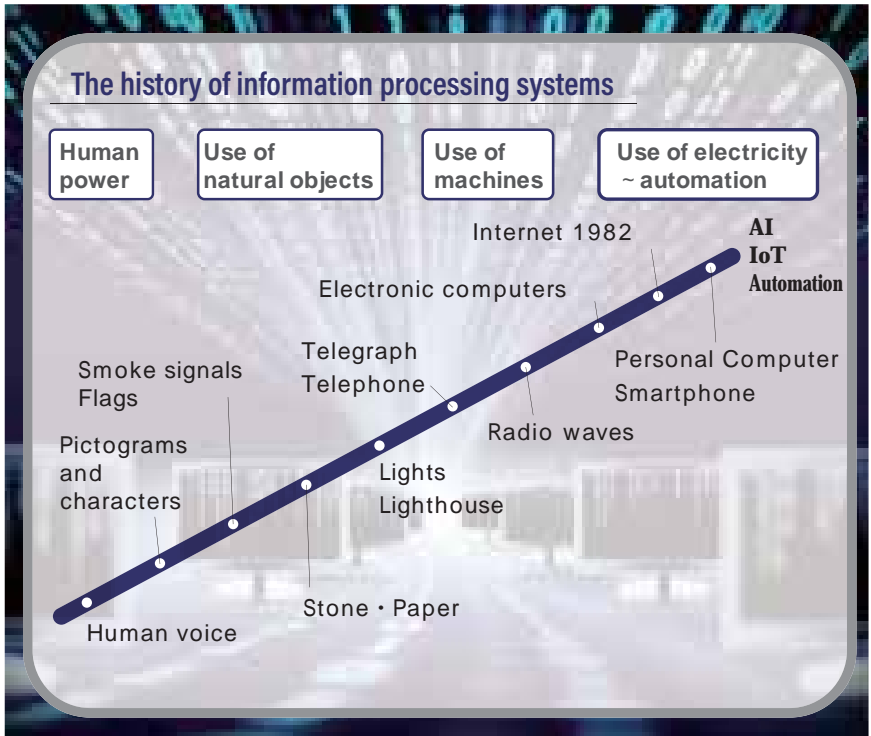 The history of information processing systems
Human
power
Use of
natural objects
Use of
machines
Use of electricity
~ automation
Internet 1982
AI
IoT
Automation
Electronic computers
Telegraph
Telephone
Personal Computer
Smartphone
Smoke signals
Flags
Radio waves
Pictograms
and
characters
Lights
Lighthouse
Stone・Paper
Human voice